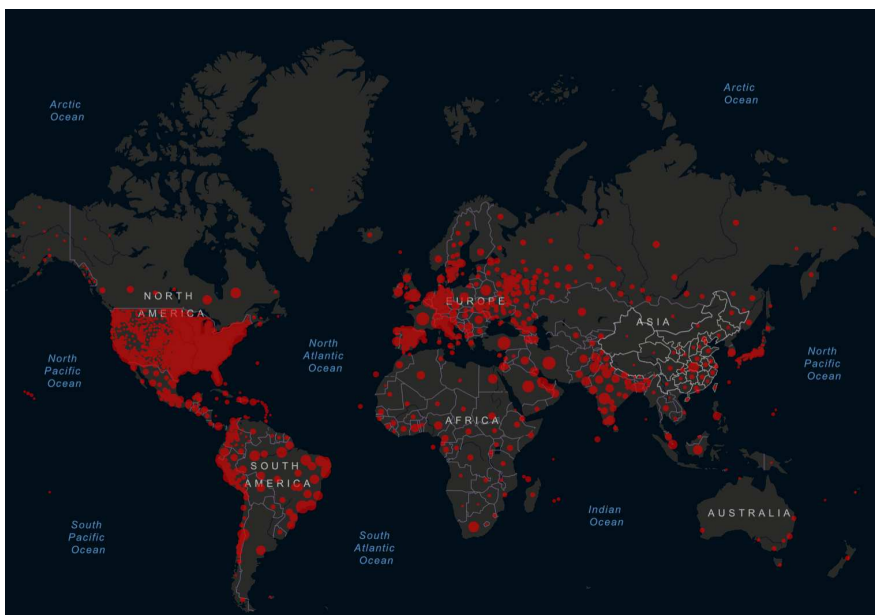 Arctic
Ocean
Arctic
Ocean
NORTH
AMERICA
EUROPE
ASIA
North
Pacific
Ocean
North
Atlantic
Ocean
North
Pacific
Ocean
AFRICA
SOUTH
AMERICA
South
Pacific
Ocean
South
Atlantic
Ocean
Indian
Ocean
AUSTRALIA